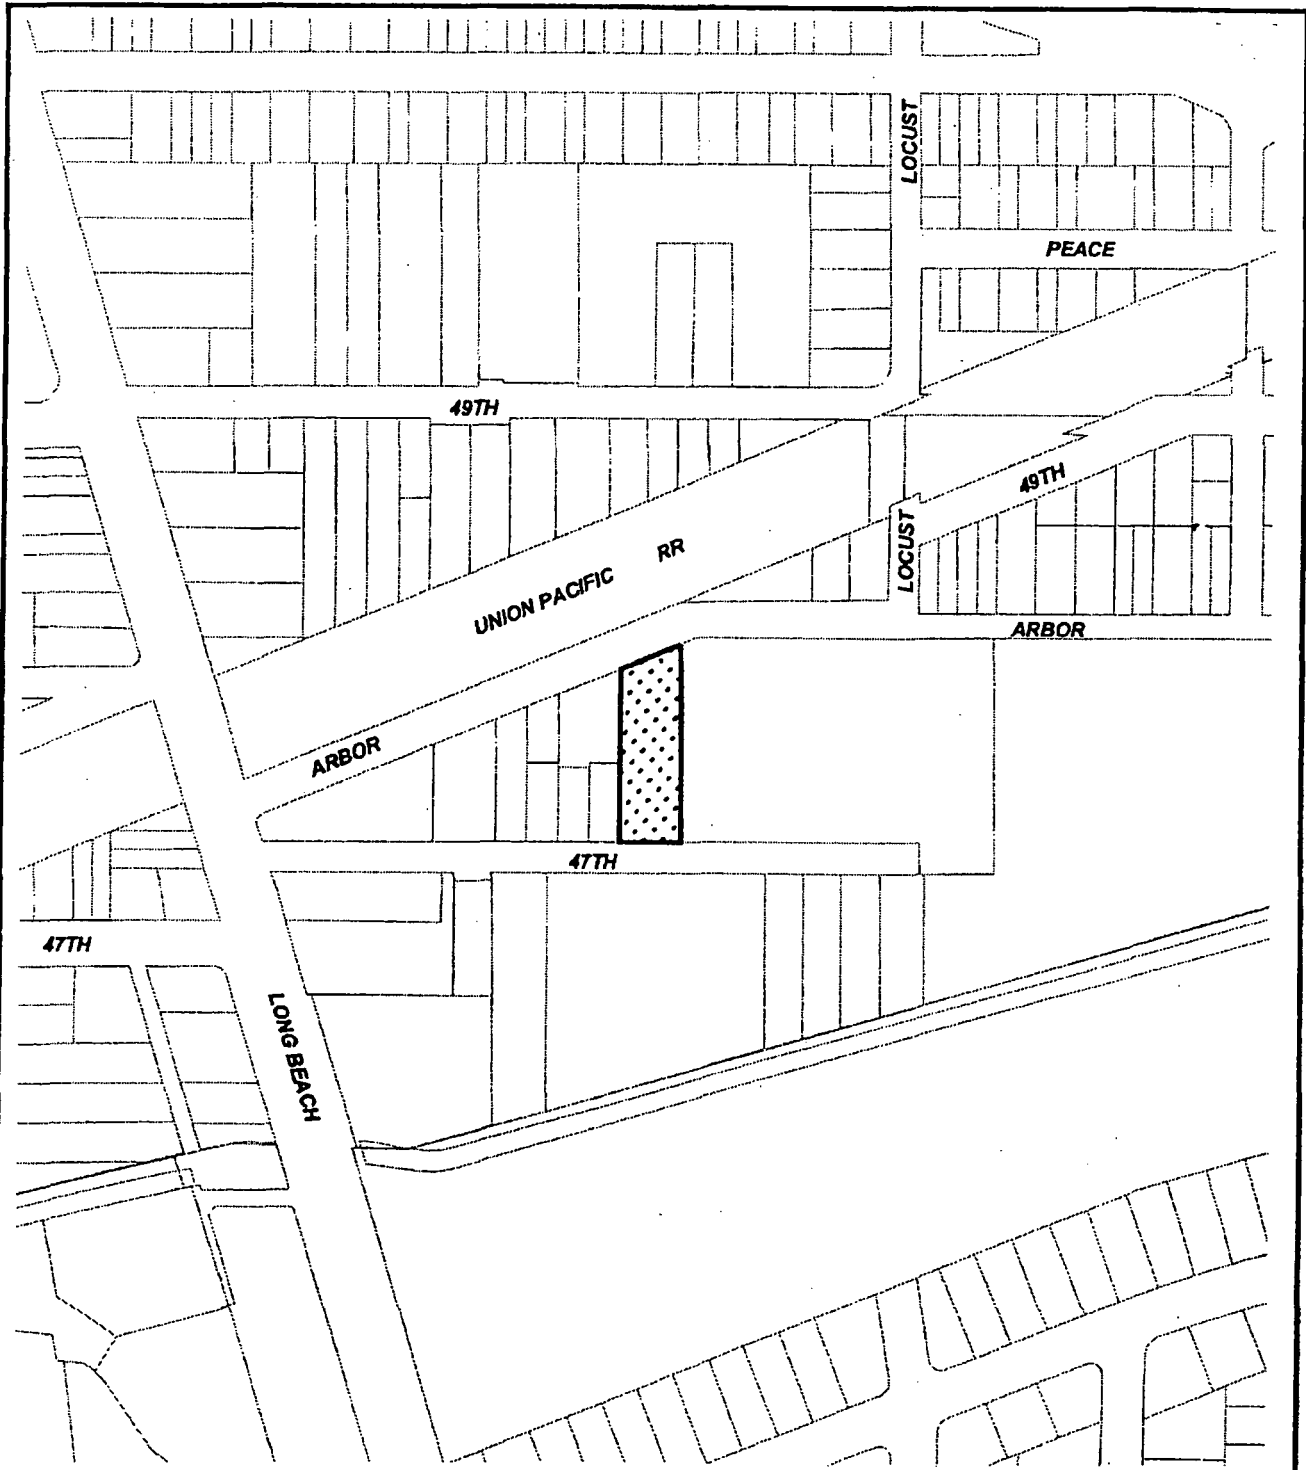 LOCUST
PEACE
49TH
49TH
LOCUST
UNION PACIFIC RR
ARBOR
ARBOR
47TH
47TH
LONG BEACH